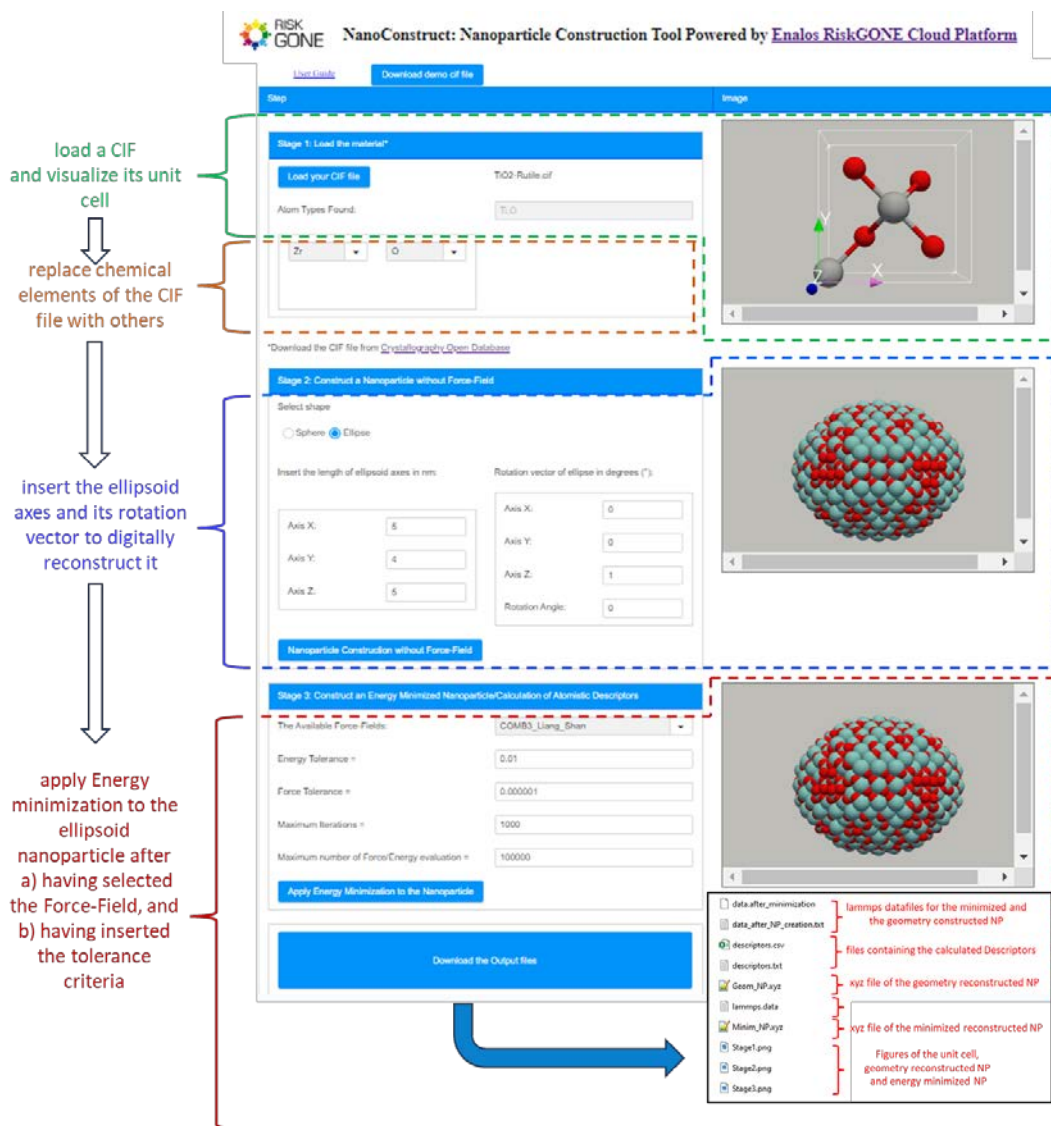 RISK
GONE
NanoConstruct: Nanoparticle Construction Tool Powered by Enalos RiskGONE Cloud Platform
User Guide
Download demo cif file
Step
Image
load a CIF
and visualize its unit
cell
Stage 1: Load the material*
Load your CIF file
TiO2-Rutile.cif
Atom Types Found:
Ti,O
Y
Z
X
replace chemical
elements of the CIF
file with others
Zr
O
*Download the CIF file from Crystallography Open Database
Stage 2: Construct a Nanoparticle without Force-Field
Select shape
Sphere
Ellipse
Insert the length of ellipsoid axes in nm:
Rotation vector of ellipse in degrees (°):
insert the ellipsoid
axes and its rotation
vector to digitally
reconstruct it
Axis X:
5
Axis Y:
4
Axis Z:
5
Axis X:
0
Axis Y:
0
Axis Z:
1
Rotation Angle:
0
Nanoparticle Construction without Force-Field
Stage 3: Construct an Energy Minimized Nanoparticle/Calculation of Atomistic Descriptors
The Available Force-Fields:
COMB3_Liang_Shan
Energy Tolerance =
0.01
Force Tolerance =
0.000001
Maximum Iterations =
1000
Maximum number of Force/Energy evaluation =
100000
Apply Energy Minimization to the Nanoparticle
Download the Output files
apply Energy
minimization to the
ellipsoid
nanoparticle after
a) having selected
the Force-Field, and
b) having inserted
the tolerance
criteria
data.after_minimization
data_after_NP_creation.txt
lammps datafiles for the minimized and
the geometry constructed NP
descriptors.csv
descriptors.txt
files containing the calculated Descriptors
Geom_NP.xyz
xyz file of the geometry reconstructed NP
lammps.data
Minim_NP.xyz
xyz file of the minimized reconstructed NP
Stage1.png
Stage2.png
Stage3.png
Figures of the unit cell,
geometry reconstructed NP
and energy minimized NP